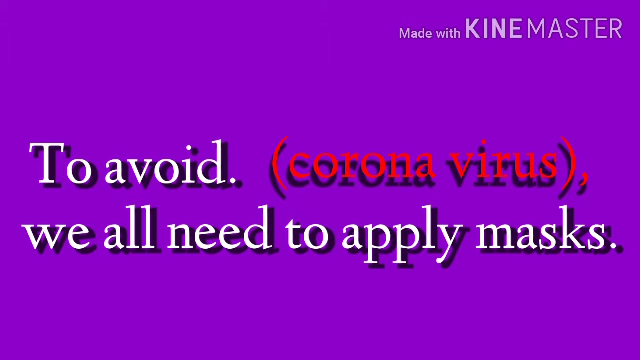 Made with KINEMASTER
To avoid. (corona virus),
we all need to apply masks.